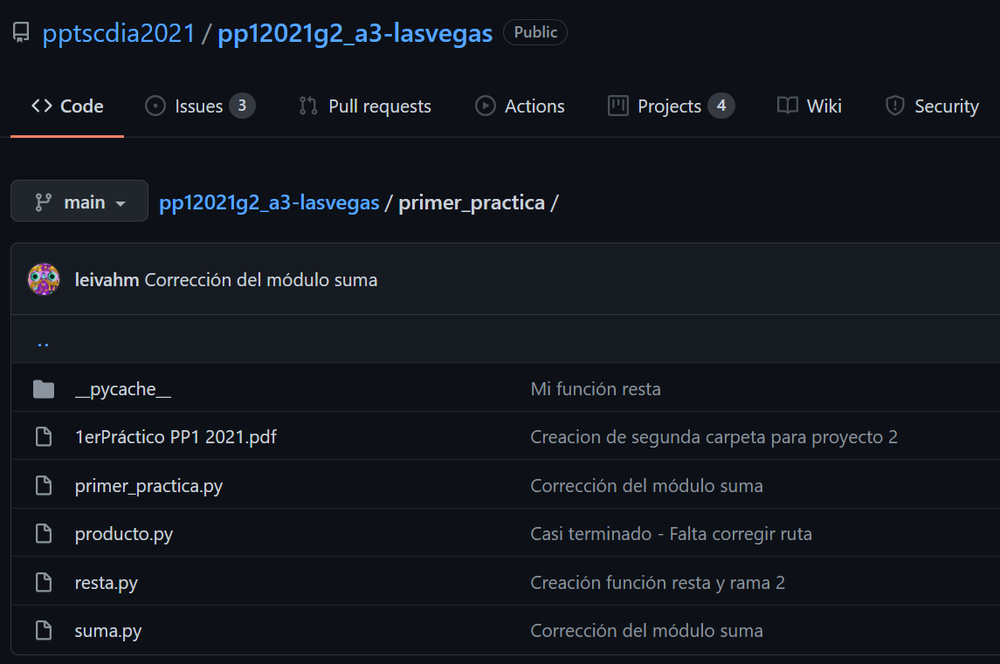 pptscdia2021 / pp12021g2_a3-lasvegas Public
Code Issues 3 Pull requests Actions Projects 4 Wiki Security
main pp12021g2_a3-lasvegas / primer_practica /
leivahm Corrección del módulo suma
..
__pycache__ Mi función resta
1erPráctico PP1 2021.pdf Creacion de segunda carpeta para proyecto 2
primer_practica.py Corrección del módulo suma
producto.py Casi terminado - Falta corregir ruta
resta.py Creación función resta y rama 2
suma.py Corrección del módulo suma